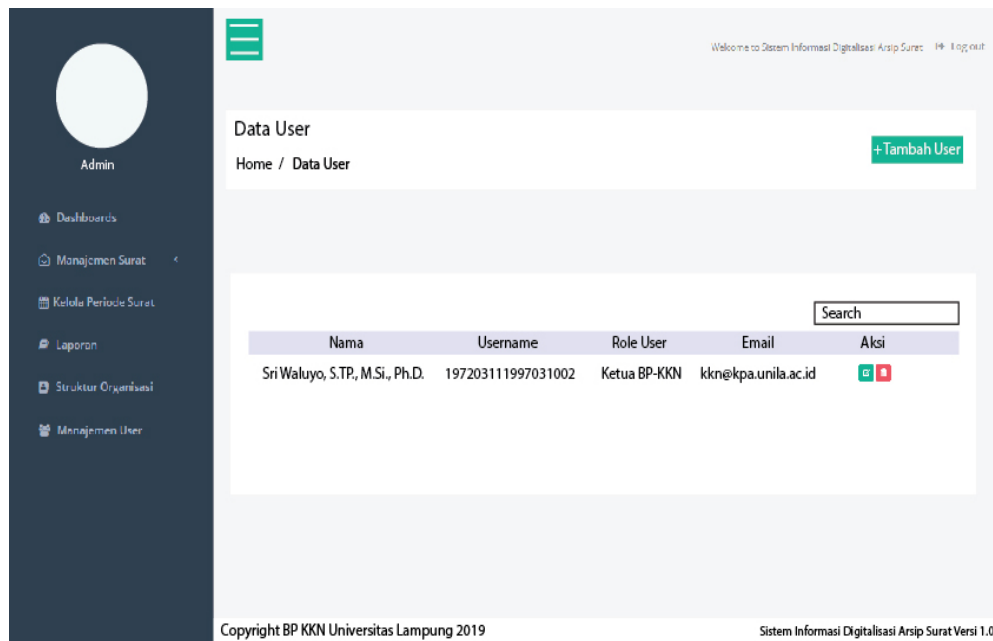 Welcome to Sistem Informasi Digitalisasi Arsip Surat Log out
Admin
Dashboards
Manajemen Surat
Kelola Periode Surat
Laporan
Struktur Organisasi
Manajemen User
Data User
Home / Data User
+Tambah User
Search
Nama Username Role User Email Aksi
Sri Waluyo, S.TP., M.Si., Ph.D. 197203111997031002 Ketua BP-KKN kkn@kpa.unila.ac.id
Copyright BP KKN Universitas Lampung 2019
Sistem Informasi Digitalisasi Arsip Surat Versi 1.0